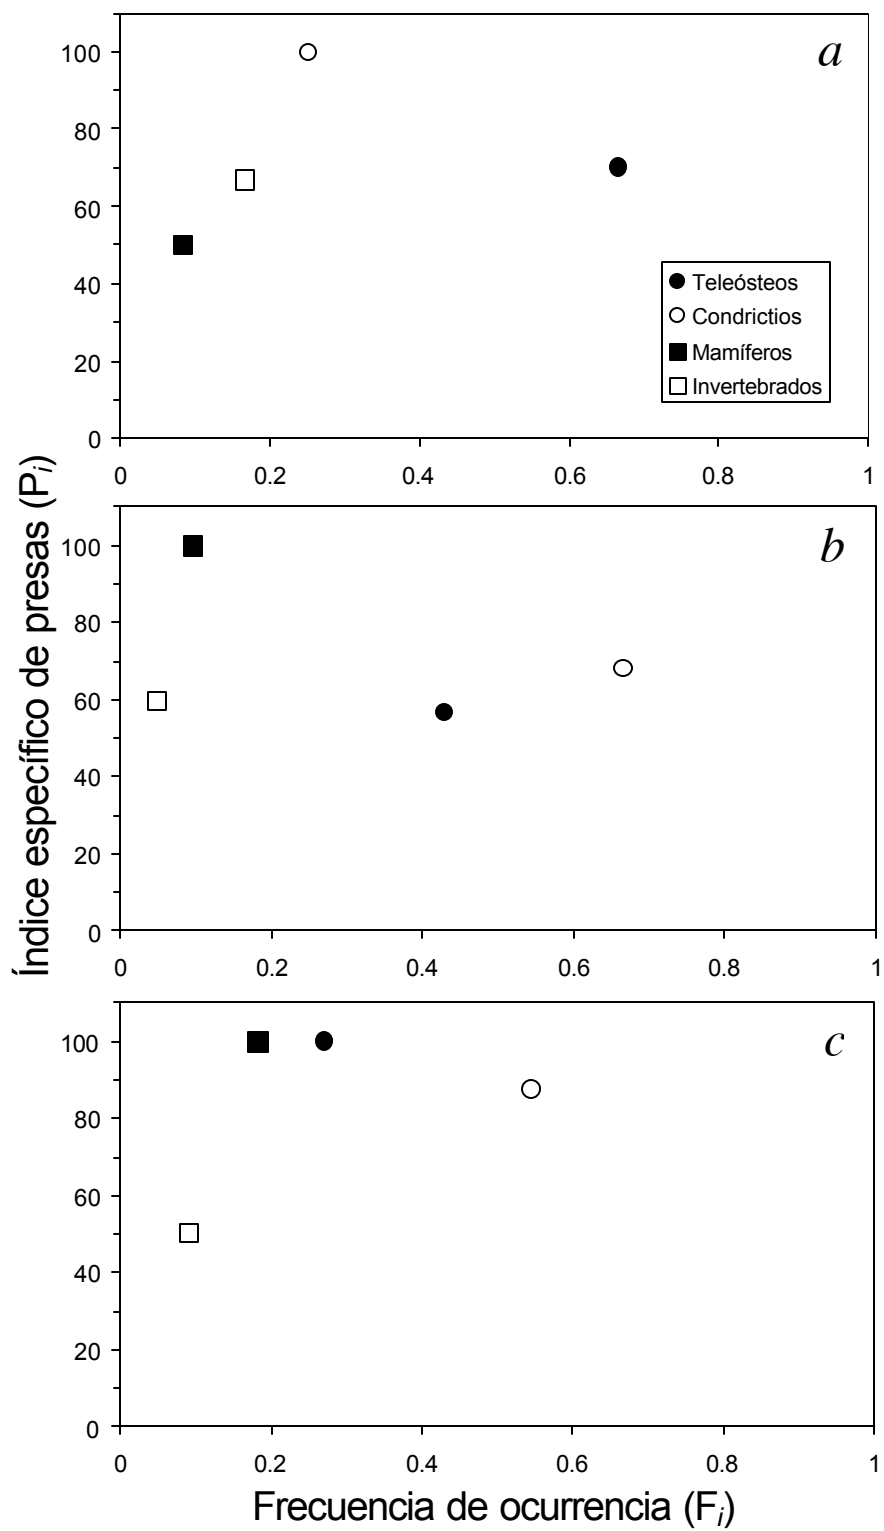 Índice específico de presas (Pi)
a
100
80
60
40
20
0
Teleósteos
Condrictios
Mamíferos
Invertebrados
0 0.2 0.4 0.6 0.8 1
b
100
80
60
40
20
0
0 0.2 0.4 0.6 0.8 1
c
100
80
60
40
20
0
0 0.2 0.4 0.6 0.8 1
Frecuencia de ocurrencia (Fi)